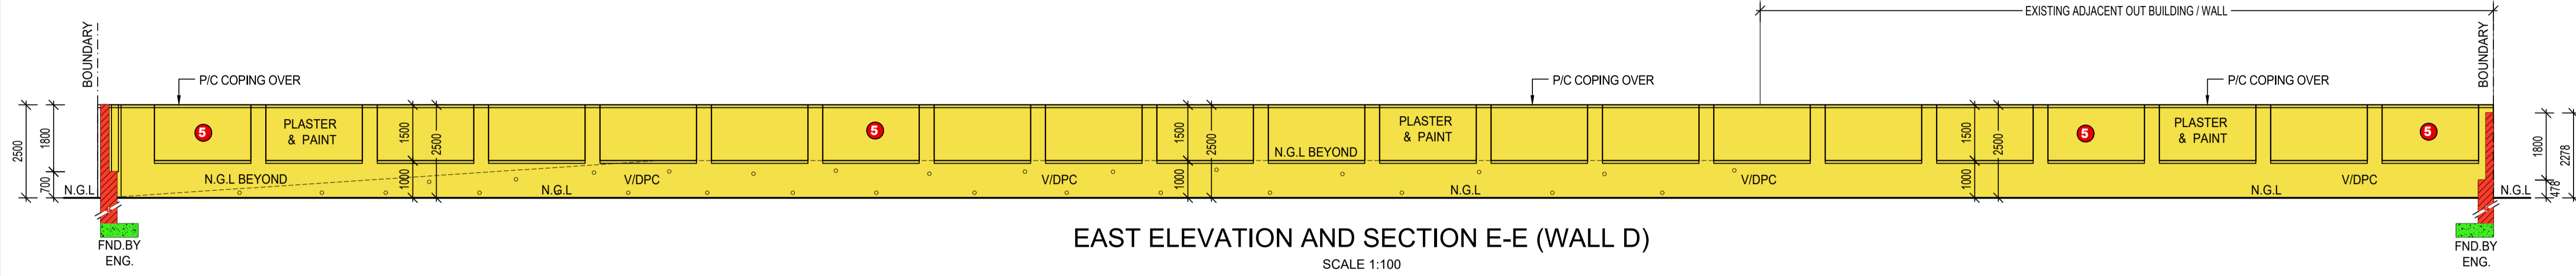 EXISTING ADJACENT OUT BUILDING / WALL
BOUNDARY
BOUNDARY
P/C COPING OVER
P/C COPING OVER
P/C COPING OVER
2500
1800
700
N.G.L
5
PLASTER
& PAINT
1500
2500
1000
N.G.L BEYOND
N.G.L
V/DPC
5
V/DPC
1500
2500
1000
N.G.L BEYOND
PLASTER
& PAINT
N.G.L
V/DPC
1500
2500
1000
5
PLASTER
& PAINT
5
N.G.L
V/DPC
N.G.L
1800
478
2278
FND.BY
ENG.
FND.BY
ENG.
EAST ELEVATION AND SECTION E-E (WALL D)
SCALE 1:100